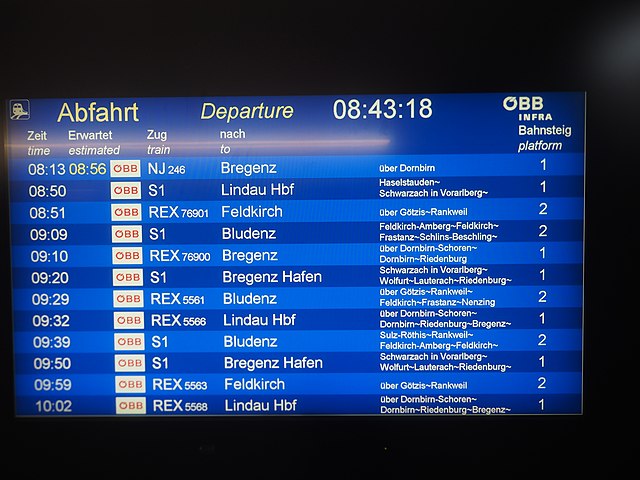 Abfahrt Departure 08:43:18 ÖBB
INFRA
Zeit Erwartet Zug nach Bahnsteig
time estimated train to platform
08:13 08:56 ÖBB NJ 246 Bregenz über Dornbirn 1
08:50 ÖBB S1 Lindau Hbf Haselstauden~ 1
Schwarzach in Vorarlberg~
08:51 ÖBB REX 76901 Feldkirch über Götzis~Rankweil 2
09:09 ÖBB S1 Bludenz Feldkirch-Amberg~Feldkirch~ 2
Frastanz~Schlins-Beschling~
09:10 ÖBB REX 76900 Bregenz über Dornbirn-Schoren~ 1
Dornbirn~Riedenburg
09:20 ÖBB S1 Bregenz Hafen Schwarzach in Vorarlberg~ 1
Wolfurt~Lauterach~Riedenburg~
09:29 ÖBB REX 5561 Bludenz über Götzis~Rankweil~ 2
Feldkirch~Frastanz~Nenzing
09:32 ÖBB REX 5566 Lindau Hbf über Dornbirn-Schoren~ 1
Dornbirn~Riedenburg~Bregenz~
09:39 ÖBB S1 Bludenz Sulz-Röthis~Rankweil~ 2
Feldkirch-Amberg~Feldkirch~
09:50 ÖBB S1 Bregenz Hafen Schwarzach in Vorarlberg~ 1
Wolfurt~Lauterach~Riedenburg~
09:59 ÖBB REX 5563 Feldkirch über Götzis~Rankweil 2
10:02 ÖBB REX 5568 Lindau Hbf über Dornbirn-Schoren~ 1
Dornbirn~Riedenburg~Bregenz~